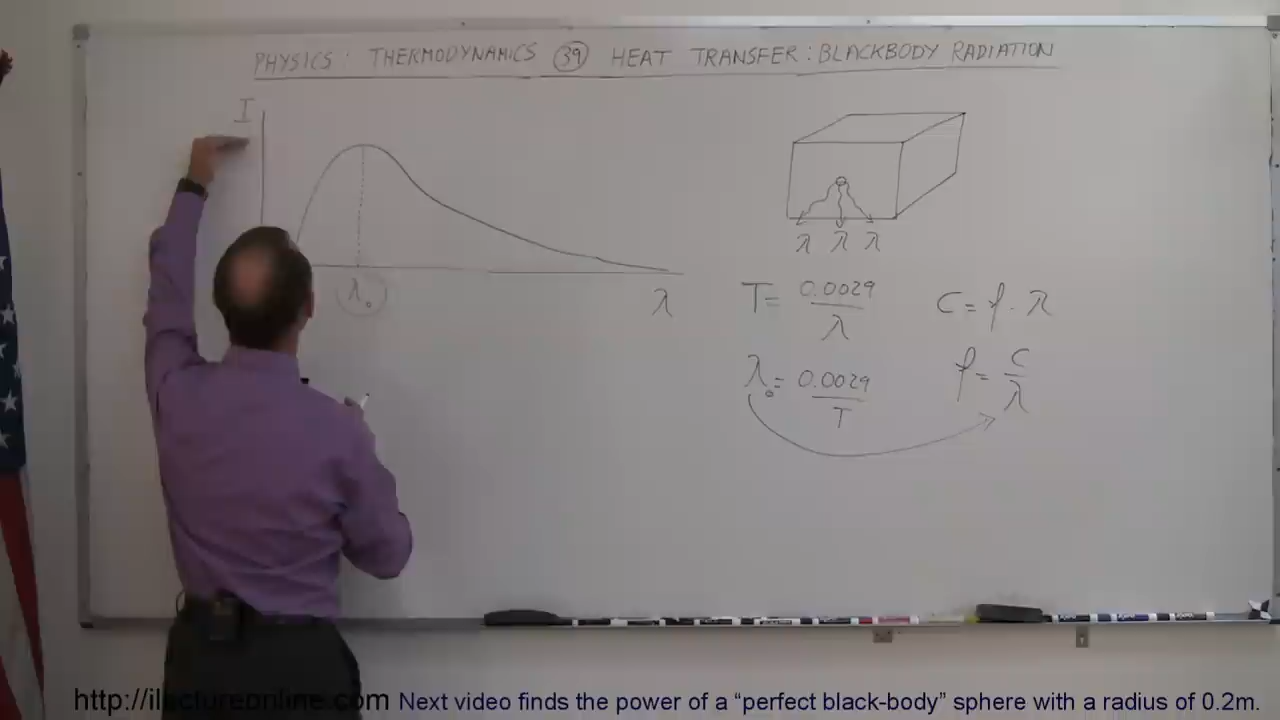 PHYSICS: THERMODYNAMICS 39 HEAT TRANSFER: BLACKBODY RADIATION
I
λ₀
λ
λ λ λ
T= 0.0029/λ
C = f · λ
λ₀ = 0.0029/T
f = C/λ
http://ilectureonline.com Next video finds the power of a “perfect black-body” sphere with a radius of 0.2m.